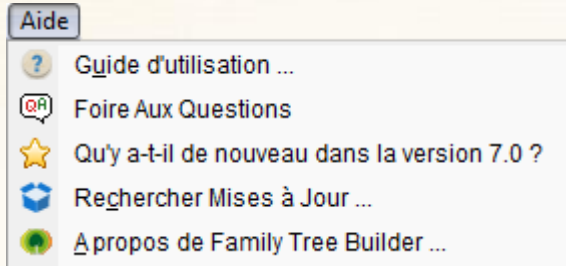 Aide
Guide d'utilisation ...
QA
Foire Aux Questions
Qu'y a-t-il de nouveau dans la version 7.0 ?
Rechercher Mises à Jour ...
A propos de Family Tree Builder ...